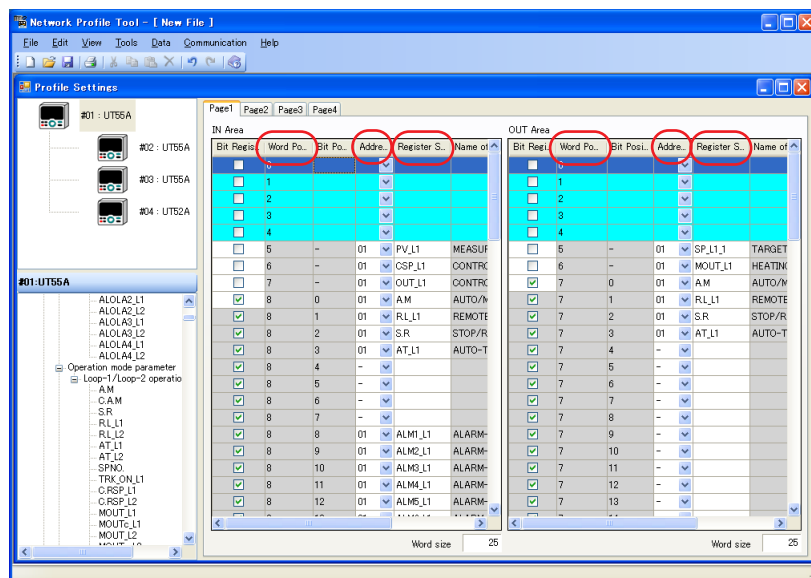 Network Profile Tool - [ New File ]
File Edit View Tools Data Communication Help
Profile Settings
#01 : UT55A
#02 : UT55A
#03 : UT55A
#04 : UT52A
#01:UT55A
ALOLA2_L1
ALOLA2_L2
ALOLA3_L1
ALOLA3_L2
ALOLA4_L1
ALOLA4_L2
Operation mode parameter
Loop-1/Loop-2 operatio
A.M
C.A.M
S.R
R.L_L1
R.L_L2
AT_L1
AT_L2
SPNO.
TRK_ON_L1
C.RSP_L1
C.RSP_L2
MOUT_L1
MOUTc_L1
MOUT_L2
Page1 Page2 Page3 Page4
IN Area
Bit Regis.. Word Po.. Bit Po.. Addre.. Register S.. Name of
0
1
2
3
4
5 - 01 PV_L1 MEASUF
6 - 01 CSP_L1 CONTRC
7 - 01 OUT_L1 CONTRC
8 0 01 A.M AUTO/M
8 1 01 R.L_L1 REMOTE
8 2 01 S.R STOP/R
8 3 01 AT_L1 AUTO-T
8 4 -
8 5 -
8 6 -
8 7 -
8 8 01 ALM1_L1 ALARM-
8 9 01 ALM2_L1 ALARM-
8 10 01 ALM3_L1 ALARM-
8 11 01 ALM4_L1 ALARM-
8 12 01 ALM5_L1 ALARM-
Word size 25
OUT Area
Bit Regi.. Word Po.. Bit Posi.. Addre.. Register S.. Name of
0
1
2
3
4
5 - 01 SP_L1_1 TARGET
6 - 01 MOUT_L1 HEATING
7 0 01 A.M AUTO/M
7 1 01 R.L_L1 REMOTE
7 2 01 S.R STOP/R
7 3 01 AT_L1 AUTO-T
7 4 -
7 5 -
7 6 -
7 7 -
7 8 -
7 9 -
7 10 -
7 11 -
7 12 -
7 13 -
Word size 25